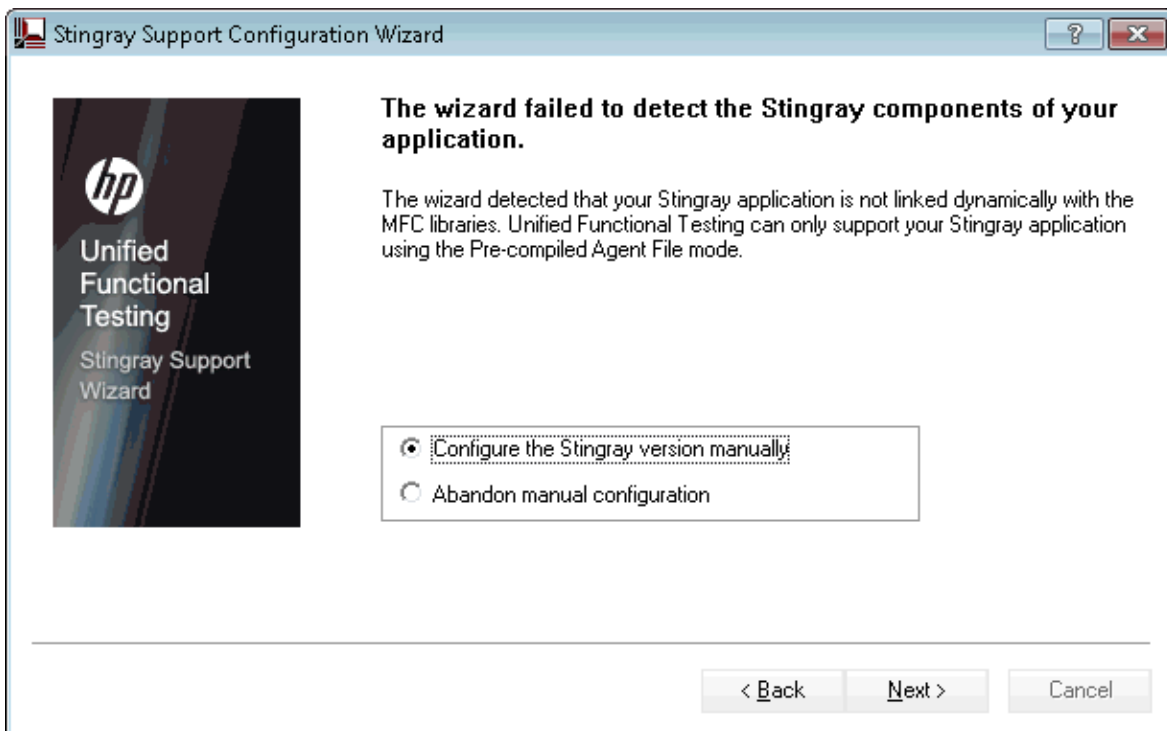 Stingray Support Configuration Wizard
?
The wizard failed to detect the Stingray components of your
application.
The wizard detected that your Stingray application is not linked dynamically with the
MFC libraries. Unified Functional Testing can only support your Stingray application
using the Pre-compiled Agent File mode.
hp
Unified
Functional
Testing
Stingray Support
Wizard
Configure the Stingray version manually
Abandon manual configuration
< Back
Next >
Cancel